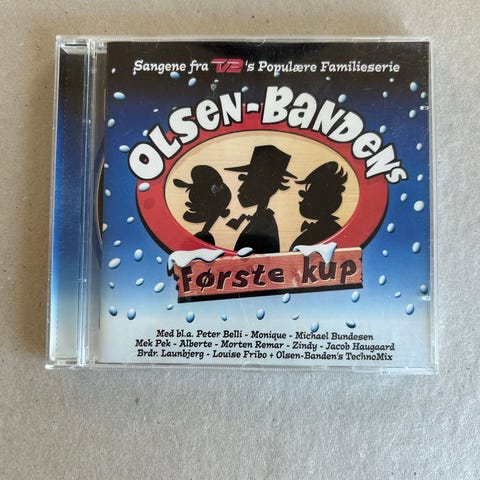 Sangene fra TV2's Populære Familieserie
OLSEN-BANDENs
Første kup
Med bl.a. Peter Belli - Monique - Michael Bundesen
Mek Pek - Alberte - Morten Remar - Zindy - Jacob Haugaard
Brdr. Launbjerg - Louise Fribo + Olsen-Banden's TechnoMix